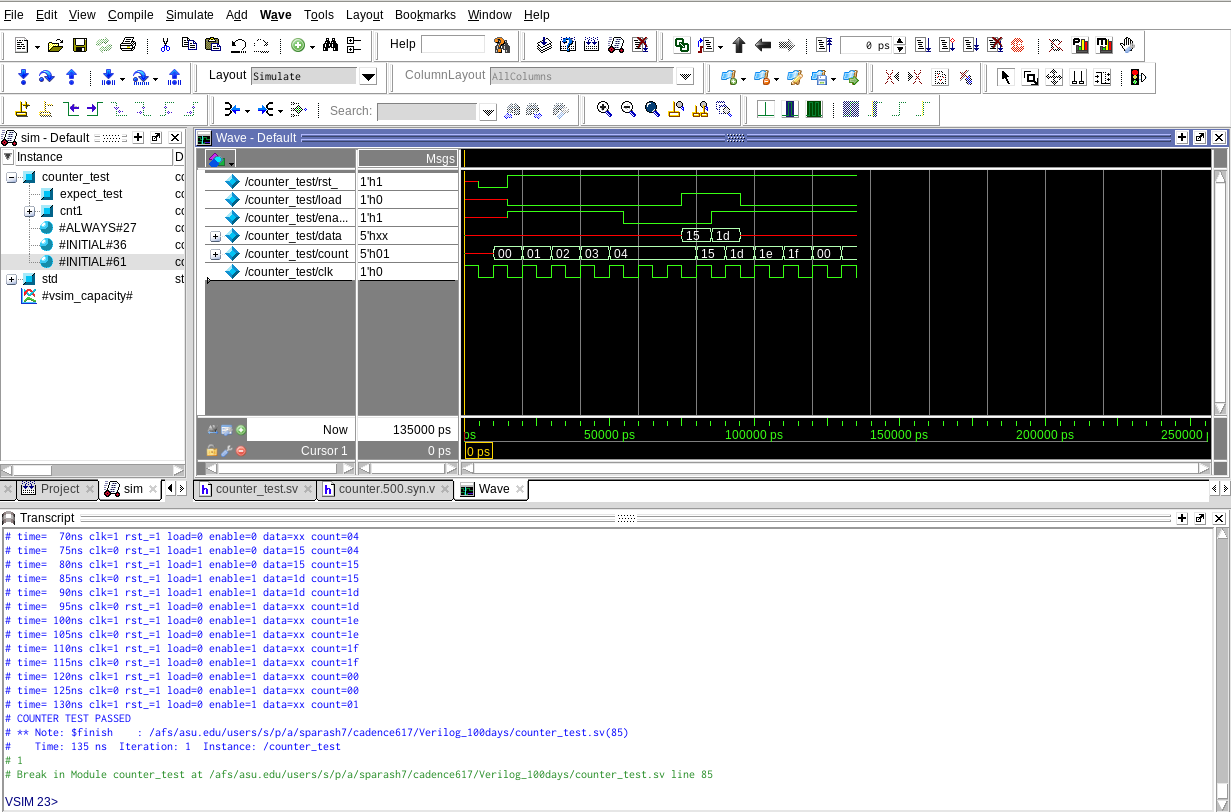 File Edit View Compile Simulate Add Wave Tools Layout Bookmarks Window Help
Help
0 ps
Layout Simulate
ColumnLayout AllColumns
Search:
sim - Default
Wave - Default
Instance
D
Msgs
counter_test
cc
expect_test
cc
cnt1
cc
#ALWAYS#27
cc
#INITIAL#36
cc
#INITIAL#61
cc
std
st
#vsim_capacity#
/counter_test/rst_ 1'h1
/counter_test/load 1'h0
/counter_test/ena... 1'h1
/counter_test/data 5'hxx 15 1d
/counter_test/count 5'h01 00 01 02 03 04 15 1d 1e 1f 00
/counter_test/clk 1'h0
Now 135000 ps
ps 50000 ps 100000 ps 150000 ps 200000 ps 250000
Cursor 1 0 ps
0 ps
Project sim
counter_test.sv counter.500.syn.v Wave
Transcript
# time=  70ns clk=1 rst_=1 load=0 enable=0 data=xx count=04
# time=  75ns clk=0 rst_=1 load=1 enable=0 data=15 count=04
# time=  80ns clk=1 rst_=1 load=1 enable=0 data=15 count=15
# time=  85ns clk=0 rst_=1 load=1 enable=1 data=1d count=15
# time=  90ns clk=1 rst_=1 load=1 enable=1 data=1d count=1d
# time=  95ns clk=0 rst_=1 load=0 enable=1 data=xx count=1d
# time= 100ns clk=1 rst_=1 load=0 enable=1 data=xx count=1e
# time= 105ns clk=0 rst_=1 load=0 enable=1 data=xx count=1e
# time= 110ns clk=1 rst_=1 load=0 enable=1 data=xx count=1f
# time= 115ns clk=0 rst_=1 load=0 enable=1 data=xx count=1f
# time= 120ns clk=1 rst_=1 load=0 enable=1 data=xx count=00
# time= 125ns clk=0 rst_=1 load=0 enable=1 data=xx count=00
# time= 130ns clk=1 rst_=1 load=0 enable=1 data=xx count=01
# COUNTER TEST PASSED
# ** Note: $finish    : /afs/asu.edu/users/s/p/a/sparash7/cadence617/Verilog_100days/counter_test.sv(85)
#    Time: 135 ns  Iteration: 1  Instance: /counter_test
# 1
# Break in Module counter_test at /afs/asu.edu/users/s/p/a/sparash7/cadence617/Verilog_100days/counter_test.sv line 85
VSIM 23>